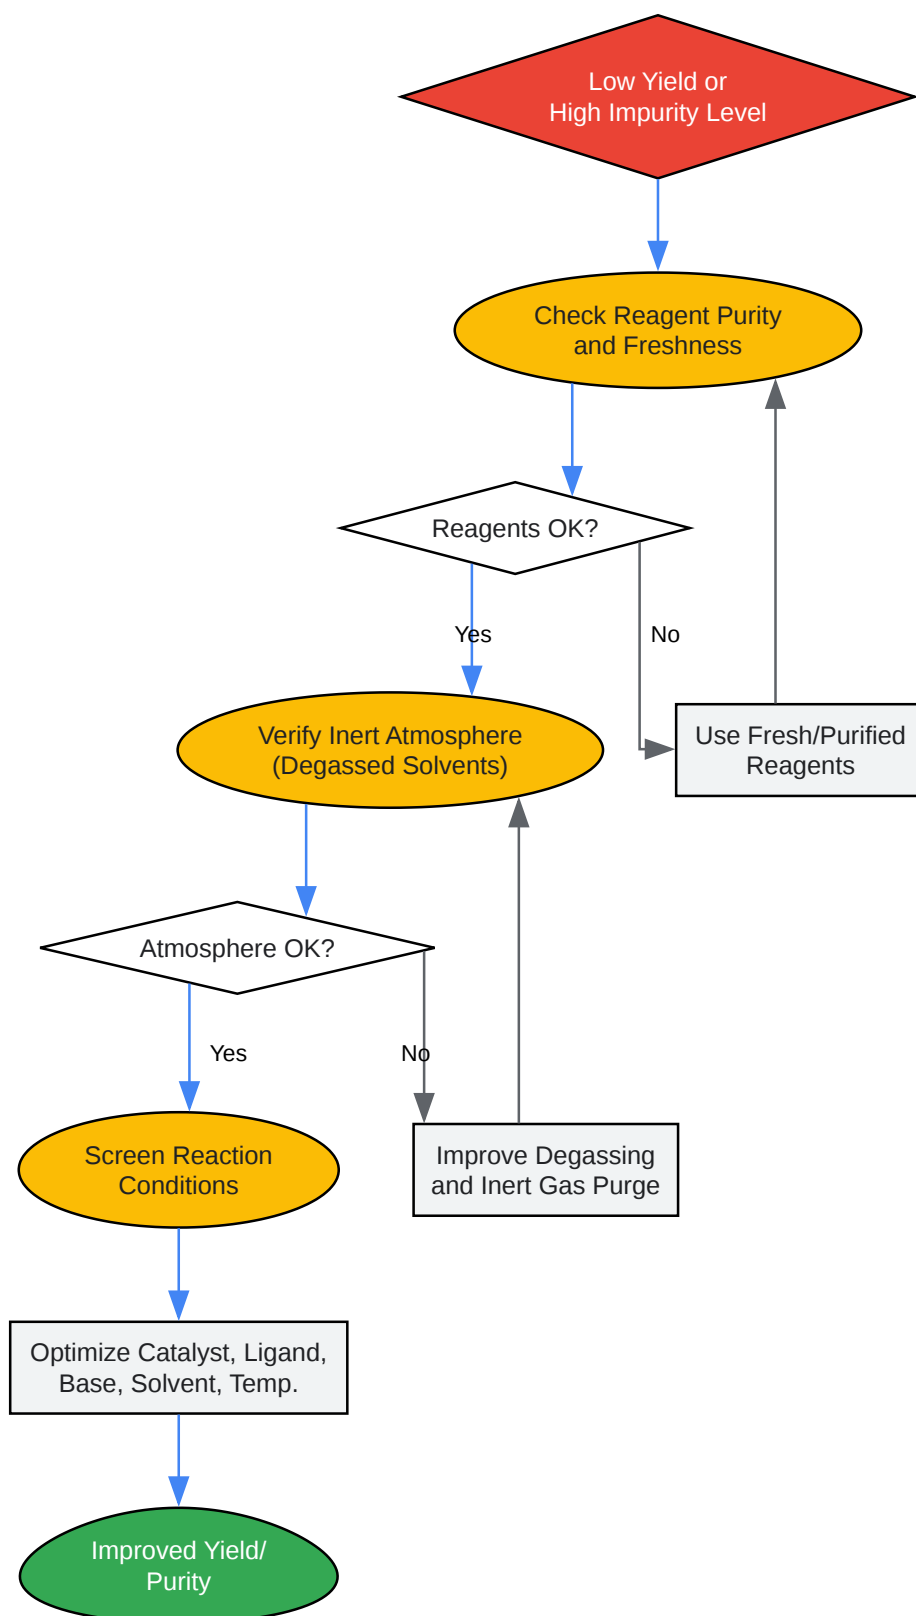 Low Yield or
High Impurity Level
Check Reagent Purity
and Freshness
Reagents OK?
Yes
No
Use Fresh/Purified
Reagents
Verify Inert Atmosphere
(Degassed Solvents)
Atmosphere OK?
Yes
No
Improve Degassing
and Inert Gas Purge
Screen Reaction
Conditions
Optimize Catalyst, Ligand,
Base, Solvent, Temp.
Improved Yield/
Purity